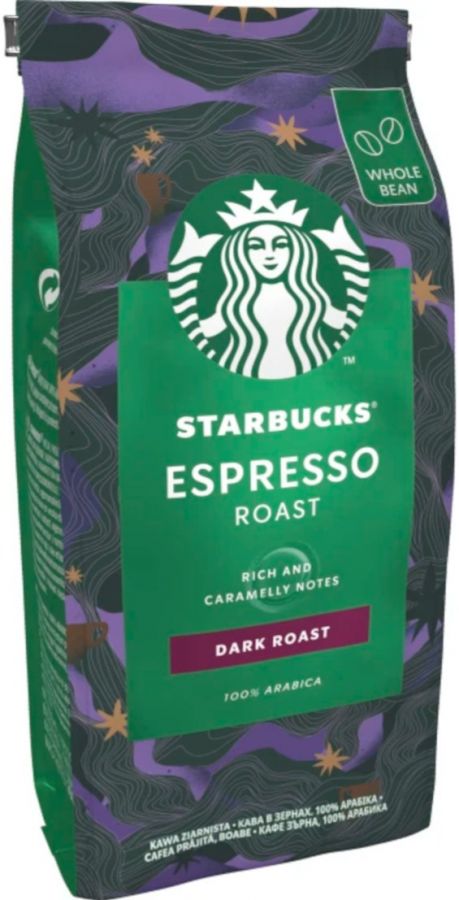 WHOLE
BEAN
TM
STARBUCKS®
ESPRESSO
ROAST
RICH AND
CARAMELLY NOTES
DARK ROAST
100% ARABICA
KAWA ZIARNISTA • КАВА В ЗЕРНАХ, 100% АРАБІКА •
CAFEA PRĂJITĂ, BOABE • КАФЕ ЗЪРНА, 100% АРАБИКА